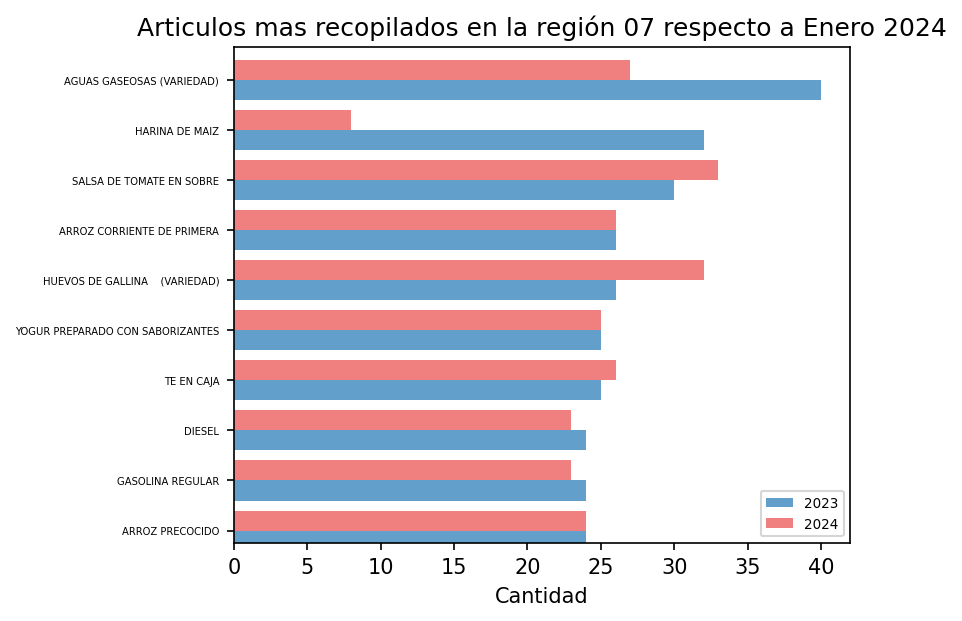 Articulos mas recopilados en la región 07 respecto a Enero 2024
AGUAS GASEOSAS (VARIEDAD)
HARINA DE MAIZ
SALSA DE TOMATE EN SOBRE
ARROZ CORRIENTE DE PRIMERA
HUEVOS DE GALLINA    (VARIEDAD)
YOGUR PREPARADO CON SABORIZANTES
TE EN CAJA
DIESEL
GASOLINA REGULAR
ARROZ PRECOCIDO
2023
2024
0 5 10 15 20 25 30 35 40
Cantidad